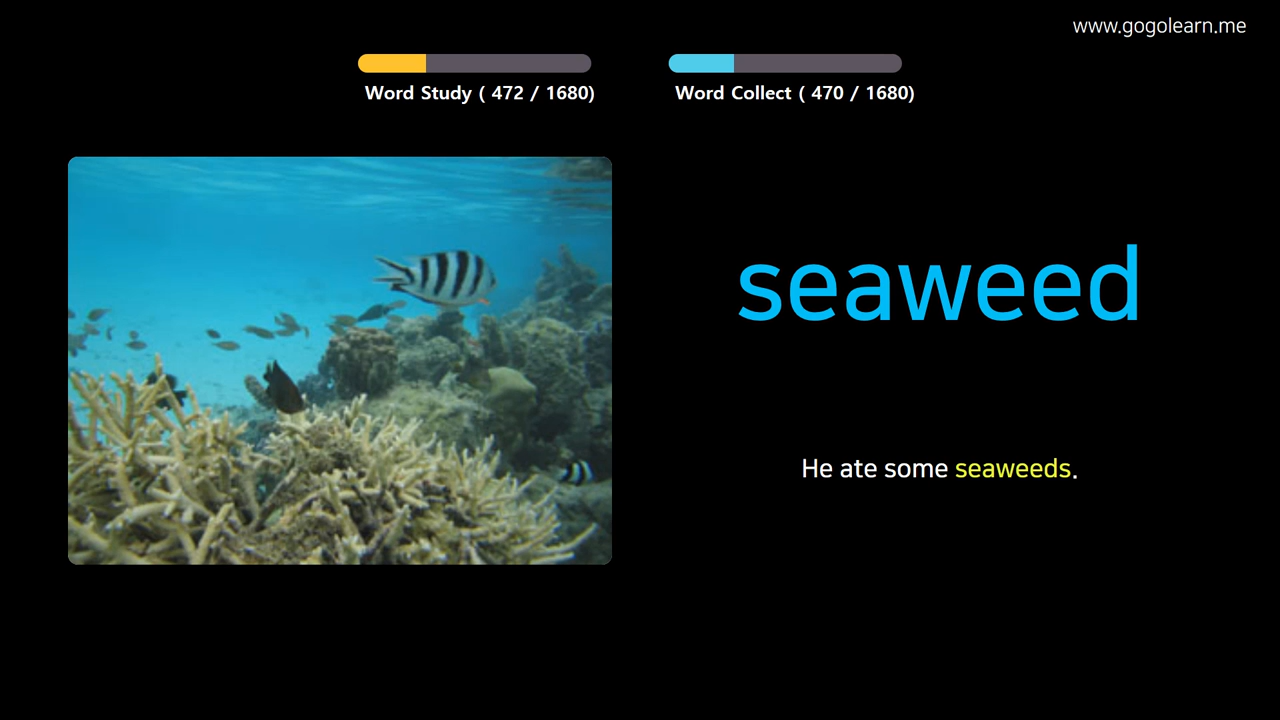 www.gogolearn.me
Word Study ( 472 / 1680)
Word Collect ( 470 / 1680)
seaweed
He ate some seaweeds.